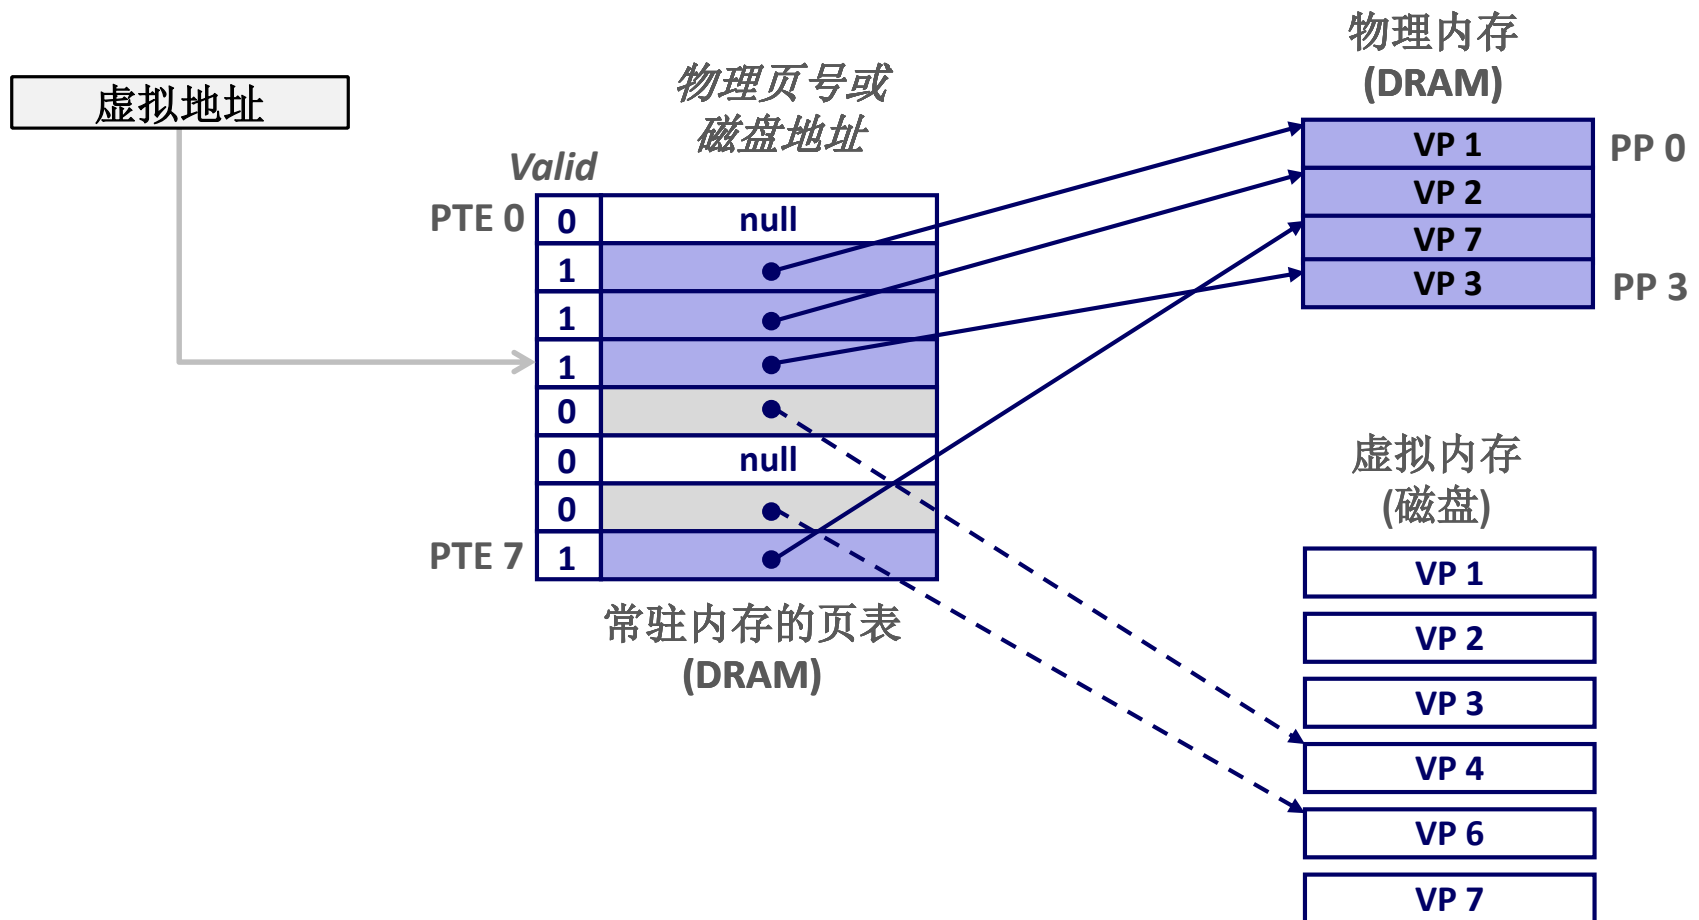 虚拟地址
物理页号或
磁盘地址
Valid
PTE 0
0
null
1
1
1
0
0
null
0
PTE 7
1
常驻内存的页表
(DRAM)
物理内存
(DRAM)
VP 1
PP 0
VP 2
VP 7
VP 3
PP 3
虚拟内存
(磁盘)
VP 1
VP 2
VP 3
VP 4
VP 6
VP 7